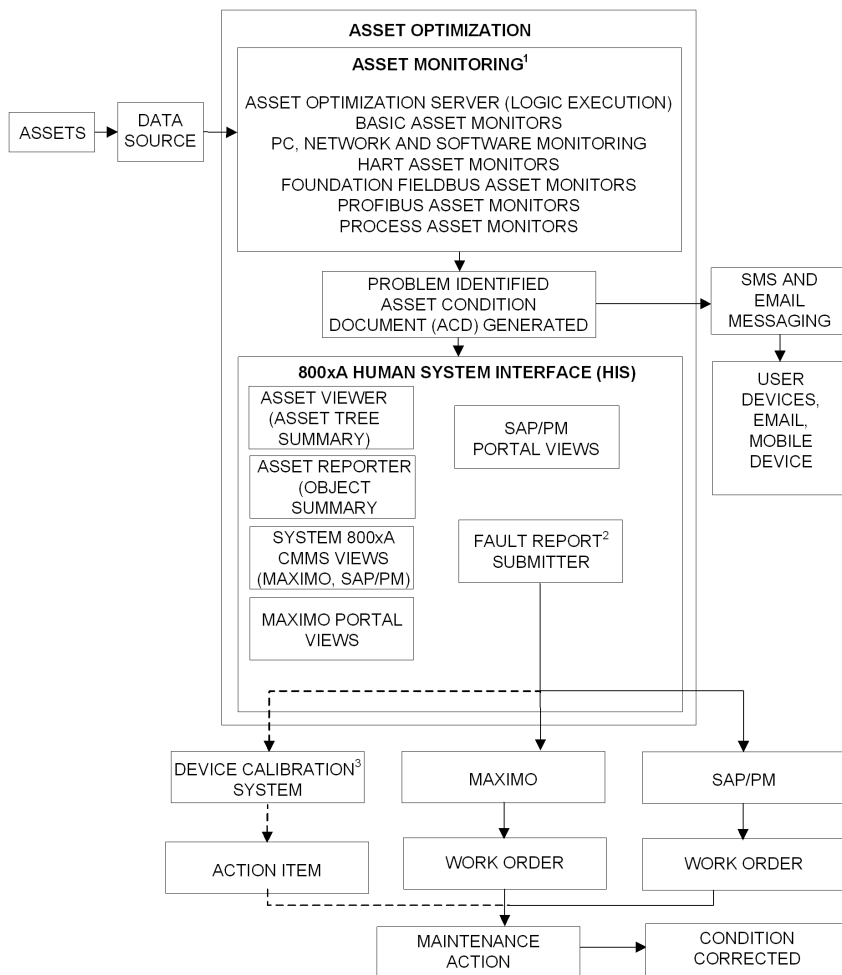 ASSET OPTIMIZATION
ASSET MONITORING1
ASSET OPTIMIZATION SERVER (LOGIC EXECUTION)
BASIC ASSET MONITORS
PC, NETWORK AND SOFTWARE MONITORING
HART ASSET MONITORS
FOUNDATION FIELDBUS ASSET MONITORS
PROFIBUS ASSET MONITORS
PROCESS ASSET MONITORS
ASSETS
DATA
SOURCE
PROBLEM IDENTIFIED
ASSET CONDITION
DOCUMENT (ACD) GENERATED
SMS AND
EMAIL
MESSAGING
USER
DEVICES,
EMAIL,
MOBILE
DEVICE
800xA HUMAN SYSTEM INTERFACE (HIS)
ASSET VIEWER
(ASSET TREE
SUMMARY)
SAP/PM
PORTAL VIEWS
ASSET REPORTER
(OBJECT
SUMMARY
SYSTEM 800xA
CMMS VIEWS
(MAXIMO, SAP/PM)
FAULT REPORT2
SUBMITTER
MAXIMO PORTAL
VIEWS
DEVICE CALIBRATION3
SYSTEM
MAXIMO
SAP/PM
ACTION ITEM
WORK ORDER
WORK ORDER
MAINTENANCE
ACTION
CONDITION
CORRECTED